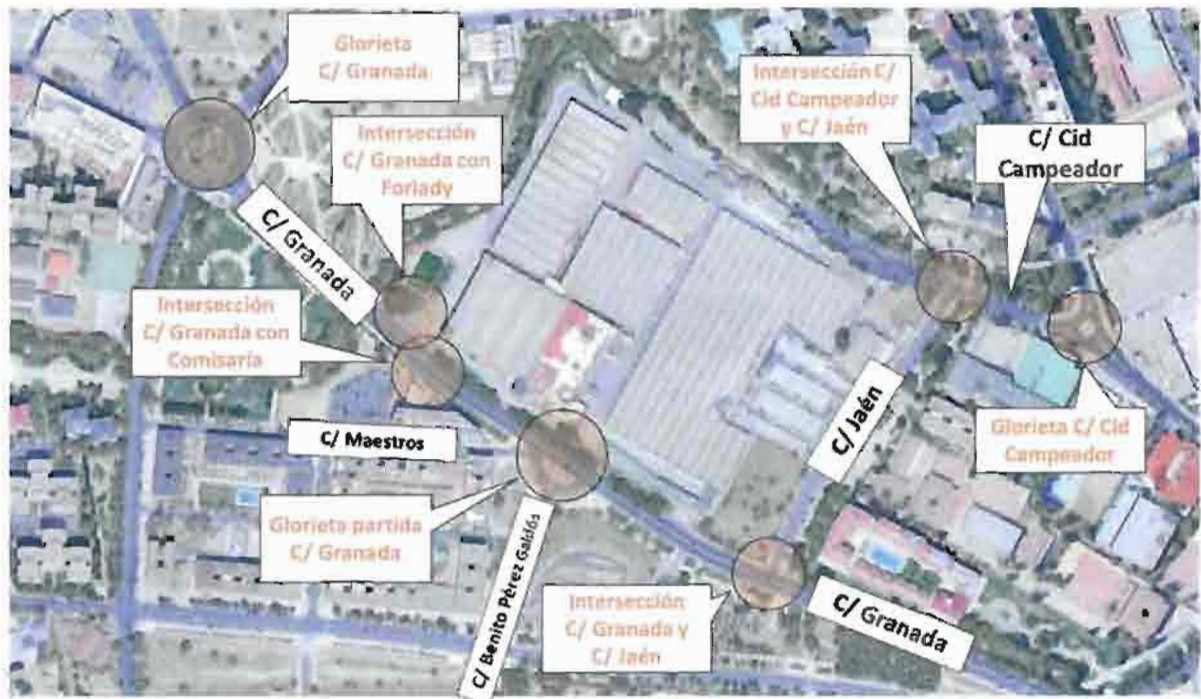 Glorieta
C/ Granada
Intersección C/
Cid Campeador
y C/ Jaén
Intersección
C/ Granada con
Forlady
C/ Cid
Campeador
C/ Granada
Intersección
C/ Granada con
Comisaría
C/ Maestros
C/ Jaén
Glorieta C/ Cid
Campeador
Glorieta partida
C/ Granada
C/ Benito Pérez Galdós
Intersección
C/ Granada y
C/ Jaén
C/ Granada